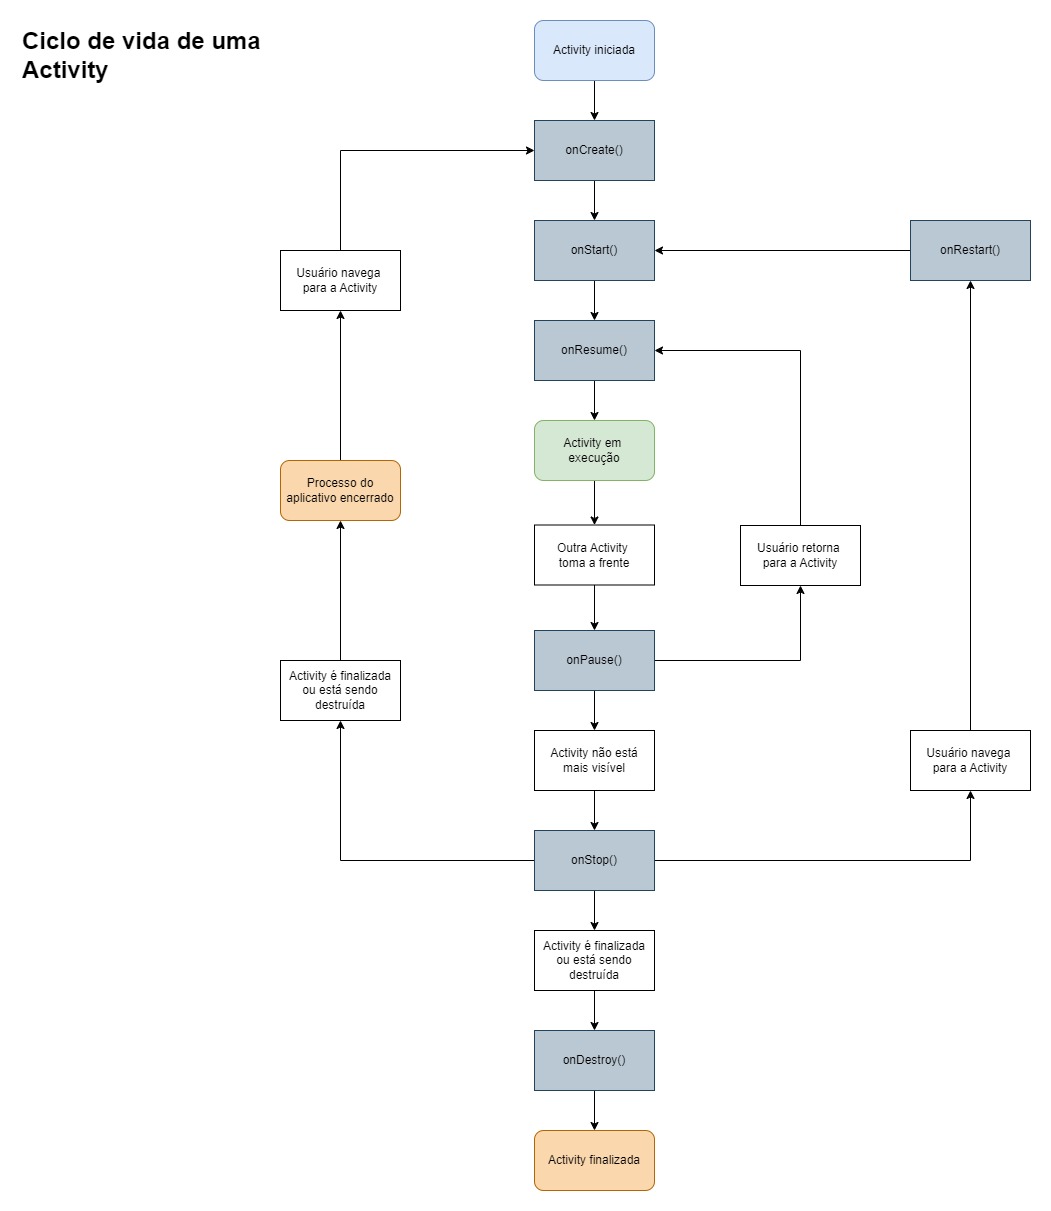 Ciclo de vida de uma
Activity
Activity iniciada
onCreate()
onStart()
onRestart()
Usuário navega
para a Activity
onResume()
Activity em
execução
Processo do
aplicativo encerrado
Outra Activity
toma a frente
Usuário retorna
para a Activity
onPause()
Activity é finalizada
ou está sendo
destruída
Activity não está
mais visível
Usuário navega
para a Activity
onStop()
Activity é finalizada
ou está sendo
destruída
onDestroy()
Activity finalizada